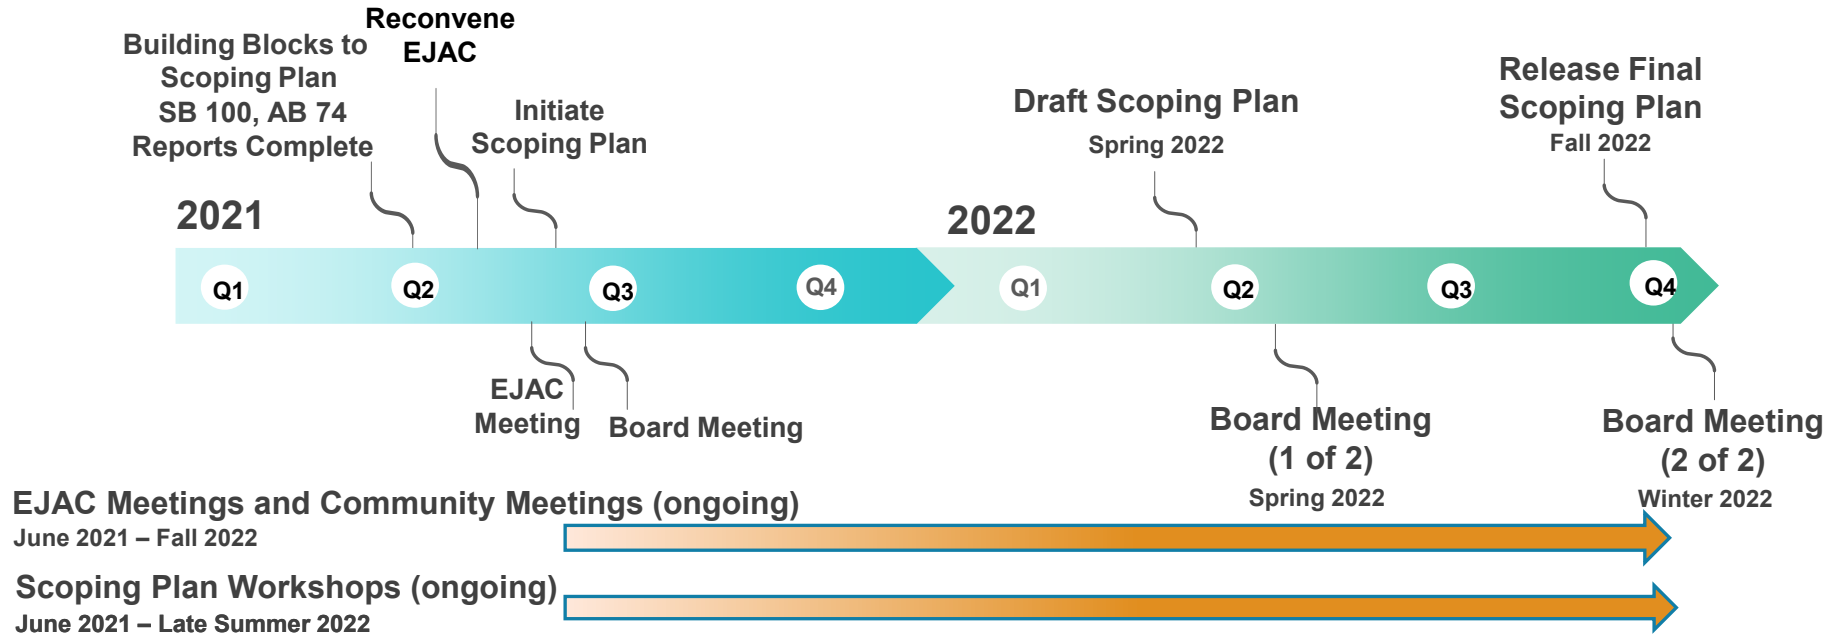 Reconvene
EJAC
Building Blocks to
Scoping Plan
SB 100, AB 74
Reports Complete
Initiate
Scoping Plan
Draft Scoping Plan
Spring 2022
Release Final
Scoping Plan
Fall 2022
2021
2022
Q1
Q2
Q3
Q4
Q1
Q2
Q3
Q4
EJAC
Meeting
Board Meeting
Board Meeting
(1 of 2)
Spring 2022
Board Meeting
(2 of 2)
Winter 2022
EJAC Meetings and Community Meetings (ongoing)
June 2021 – Fall 2022
Scoping Plan Workshops (ongoing)
June 2021 – Late Summer 2022